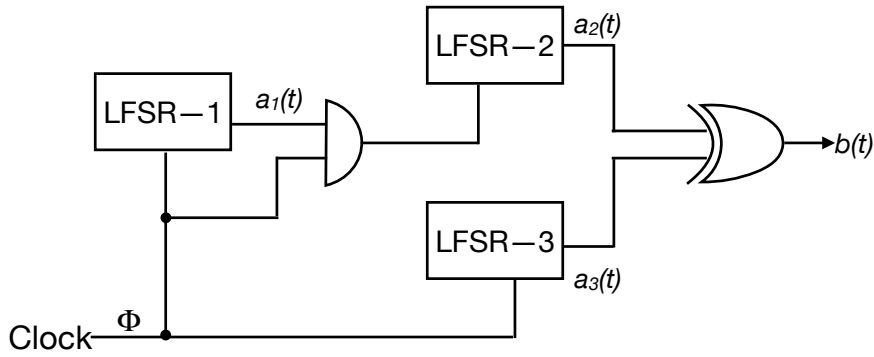 LFSR—2
a₂(t)
LFSR—1
a₁(t)
b(t)
LFSR—3
a₃(t)
Φ
Clock